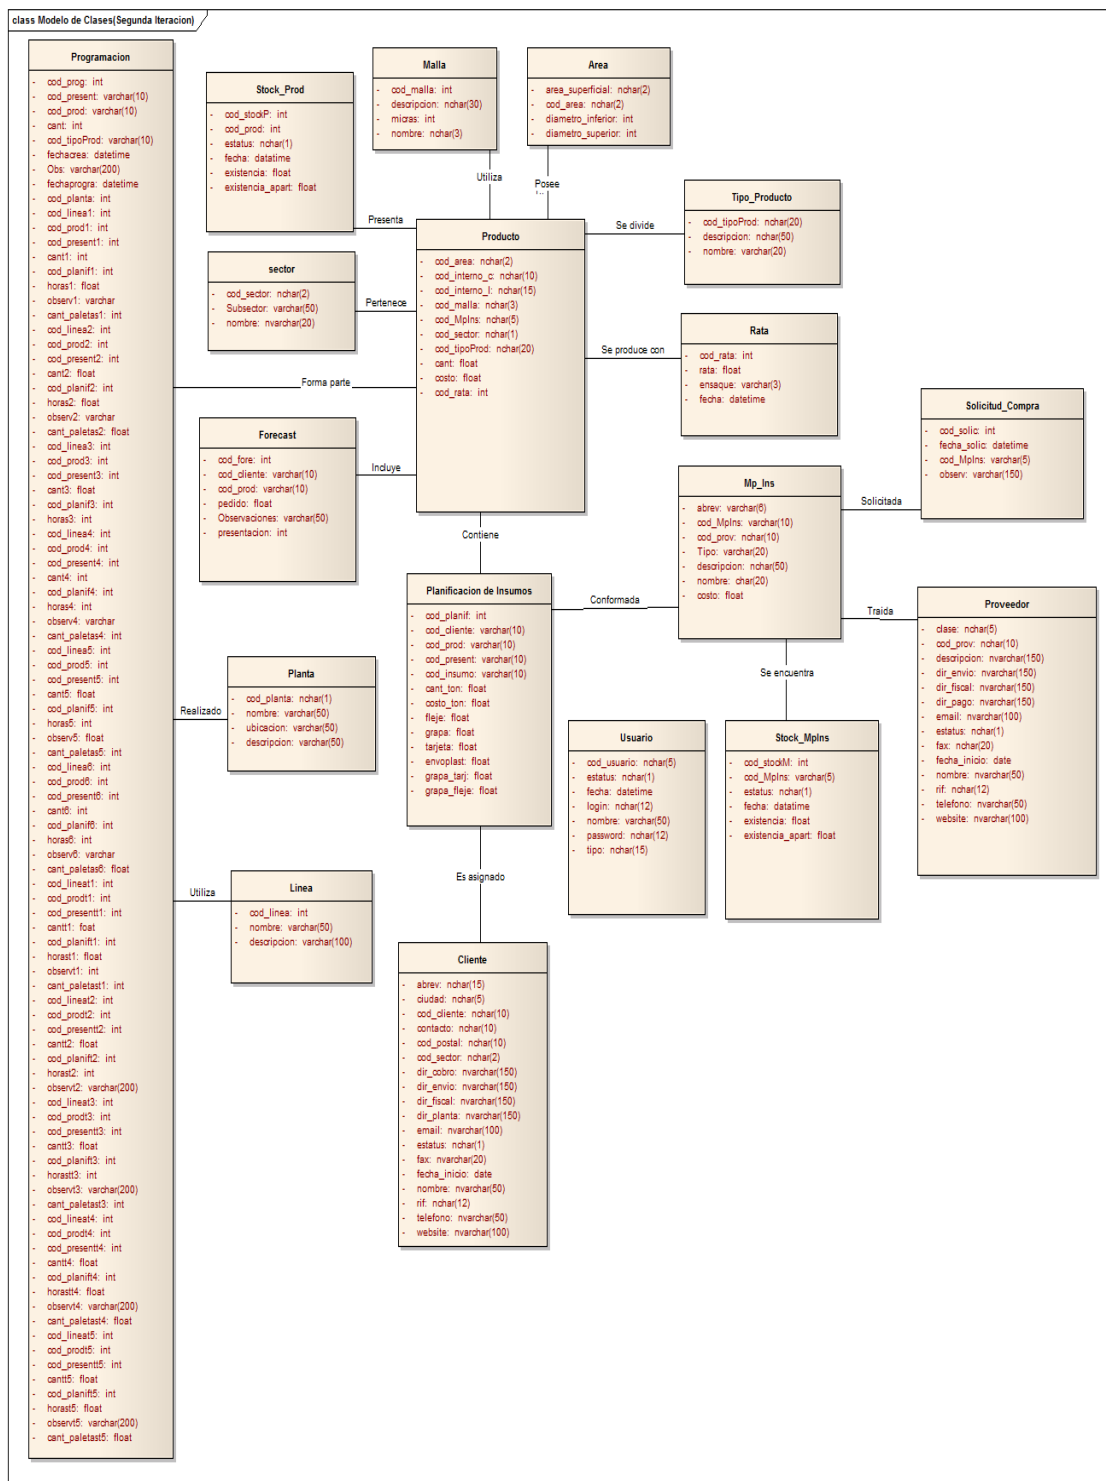 class Modelo de Clases(Segunda Iteracion)
Programacion
- cod_prog: int
- cod_present: varchar(10)
- cod_prod: varchar(10)
- cant: int
- cod_tipoProd: varchar(10)
- fechacrea: datetime
- Obs: varchar(200)
- fechaprogra: datetime
- cod_planta: int
- cod_linea1: int
- cod_prod1: int
- cod_present1: int
- cant1: int
- cod_planif1: int
- horas1: float
- observ1: varchar
- cant_paletas1: int
- cod_linea2: int
- cod_prod2: int
- cod_present2: int
- cant2: float
- cod_planif2: int
- horas2: float
- observ2: varchar
- cant_paletas2: float
- cod_linea3: int
- cod_prod3: int
- cod_present3: int
- cant3: float
- cod_planif3: int
- horas3: int
- cod_linea4: int
- cod_prod4: int
- cod_present4: int
- cant4: int
- cod_planif4: int
- horas4: int
- observ4: varchar
- cant_paletas4: int
- cod_linea5: int
- cod_prod5: int
- cod_present5: int
- cant5: float
- cod_planif5: int
- horas5: int
- observ5: float
- cant_paletas5: int
- cod_linea6: int
- cod_prod6: int
- cod_present6: int
- cant6: int
- cod_planif6: int
- horas6: int
- observ6: varchar
- cant_paletas6: float
- cod_lineat1: int
- cod_prodt1: int
- cod_presentt1: int
- cantt1: foat
- cod_planift1: int
- horast1: float
- observt1: int
- cant_paletast1: int
- cod_lineat2: int
- cod_prodt2: int
- cod_presentt2: int
- cantt2: float
- cod_planift2: int
- horast2: int
- observt2: varchar(200)
- cod_lineat3: int
- cod_prodt3: int
- cod_presentt3: int
- cantt3: float
- cod_planift3: int
- horastt3: int
- observt3: varchar(200)
- cant_paletast3: int
- cod_lineat4: int
- cod_prodt4: int
- cod_presentt4: int
- cantt4: float
- cod_planift4: int
- horastt4: float
- observt4: varchar(200)
- cant_paletast4: float
- cod_lineat5: int
- cod_prodt5: int
- cod_presentt5: int
- cantt5: float
- cod_planift5: int
- horast5: float
- observt5: varchar(200)
- cant_paletast5: float
Stock_Prod
- cod_stockP: int
- cod_prod: int
- estatus: nchar(1)
- fecha: datatime
- existencia: float
- existencia_apart: float
Malla
- cod_malla: int
- descripcion: nchar(30)
- micras: int
- nombre: nchar(3)
Area
- area_superficial: nchar(2)
- cod_area: nchar(2)
- diametro_inferior: int
- diametro_superior: int
Utiliza
Posee
Presenta
Se divide
Tipo_Producto
- cod_tipoProd: nchar(20)
- descripcion: nchar(50)
- nombre: varchar(20)
Producto
- cod_area: nchar(2)
- cod_interno_c: nchar(10)
- cod_interno_l: nchar(15)
- cod_malla: nchar(3)
- cod_MpIns: nchar(5)
- cod_sector: nchar(1)
- cod_tipoProd: nchar(20)
- cant: float
- costo: float
- cod_rata: int
sector
- cod_sector: nchar(2)
- Subsector: varchar(50)
- nombre: nvarchar(20)
Pertenece
Se produce con
Rata
- cod_rata: int
- rata: float
- ensaque: varchar(3)
- fecha: datetime
Forma parte
Forecast
- cod_fore: int
- cod_cliente: varchar(10)
- cod_prod: varchar(10)
- pedido: float
- Observaciones: varchar(50)
- presentacion: int
Incluye
Solicitud_Compra
- cod_solic: int
- fecha_solic: datetime
- cod_MpIns: varchar(5)
- observ: varchar(150)
Mp_Ins
- abrev: varchar(6)
- cod_MpIns: varchar(10)
- cod_prov: nchar(10)
- Tipo: varchar(20)
- descripcion: nchar(50)
- nombre: char(20)
- costo: float
Solicitada
Contiene
Planificacion de Insumos
- cod_planif: int
- cod_cliente: varchar(10)
- cod_prod: varchar(10)
- cod_present: varchar(10)
- cod_insumo: varchar(10)
- cant_ton: float
- costo_ton: float
- fleje: float
- grapa: float
- tarjeta: float
- envoplast: float
- grapa_tarj: float
- grapa_fleje: float
Conformada
Traida
Proveedor
- clase: nchar(5)
- cod_prov: nchar(10)
- descripcion: nvarchar(150)
- dir_envio: nvarchar(150)
- dir_fiscal: nvarchar(150)
- dir_pago: nvarchar(150)
- email: nvarchar(100)
- estatus: nchar(1)
- fax: nchar(20)
- fecha_inicio: date
- nombre: nvarchar(50)
- rif: nchar(12)
- telefono: nvarchar(50)
- website: nvarchar(100)
Se encuentra
Planta
- cod_planta: nchar(1)
- nombre: varchar(50)
- ubicacion: varchar(50)
- descripcion: varchar(50)
Realizado
Usuario
- cod_usuario: nchar(5)
- estatus: nchar(1)
- fecha: datetime
- login: nchar(12)
- nombre: varchar(50)
- password: nchar(12)
- tipo: nchar(15)
Stock_MpIns
- cod_stockM: int
- cod_MpIns: varchar(5)
- estatus: nchar(1)
- fecha: datatime
- existencia: float
- existencia_apart: float
Es asignado
Utiliza
Linea
- cod_linea: int
- nombre: varchar(50)
- descripcion: varchar(100)
Cliente
- abrev: nchar(15)
- ciudad: nchar(5)
- cod_cliente: nchar(10)
- contacto: nchar(10)
- cod_postal: nchar(10)
- cod_sector: nchar(2)
- dir_cobro: nvarchar(150)
- dir_envio: nvarchar(150)
- dir_fiscal: nvarchar(150)
- dir_planta: nvarchar(150)
- email: nvarchar(100)
- estatus: nchar(1)
- fax: nvarchar(20)
- fecha_inicio: date
- nombre: nvarchar(50)
- rif: nchar(12)
- telefono: nvarchar(50)
- website: nvarchar(100)